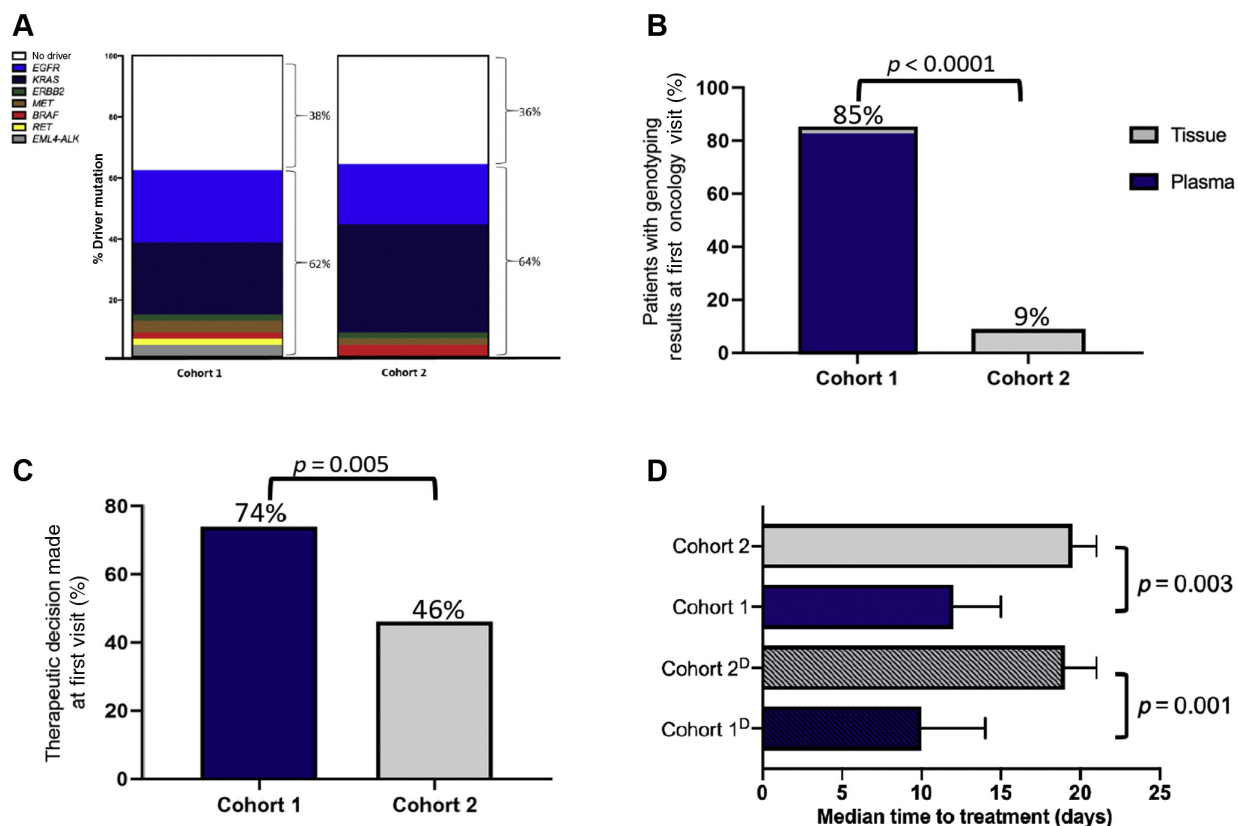 A
No driver
EGFR
KRAS
ERBB2
MET
BRAF
RET
EML4-ALK
% Driver mutation
100
80
60
40
20
38%
62%
36%
64%
Cohort 1
Cohort 2
B
p < 0.0001
Patients with genotyping
results at first oncology visit (%)
100
80
60
40
20
0
85%
9%
Cohort 1
Cohort 2
Tissue
Plasma
C
p = 0.005
Therapeutic decision made
at first visit (%)
80
60
40
20
0
74%
46%
Cohort 1
Cohort 2
D
Cohort 2
Cohort 1
Cohort 2ᴰ
Cohort 1ᴰ
p = 0.003
p = 0.001
0 5 10 15 20 25
Median time to treatment (days)